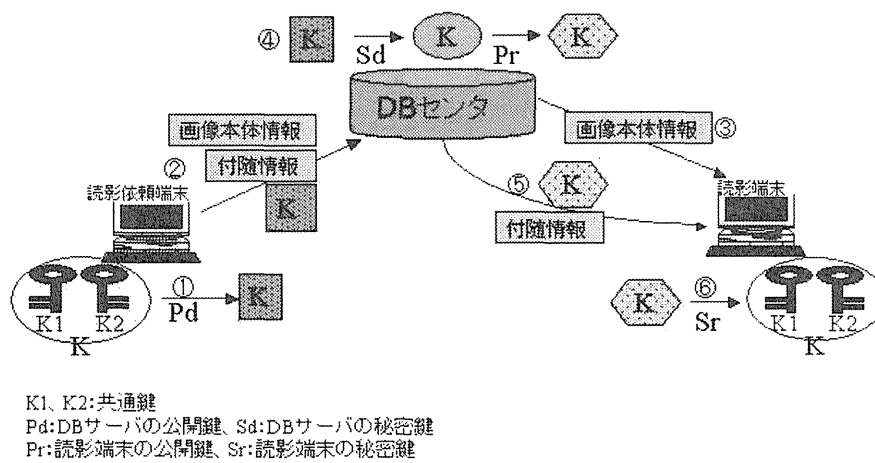 ④ K Sd K Pr K
DBセンタ
画像本体情報
画像本体情報 ③
② 付随情報
K
⑤ K
付随情報
読影依頼端末
読影端末
K1 K2
K
① Pd K
K ⑥ Sr
K1 K2
K
K1、K2:共通鍵
Pd:DBサーバの公開鍵、Sd:DBサーバの秘密鍵
Pr:読影端末の公開鍵、Sr:読影端末の秘密鍵